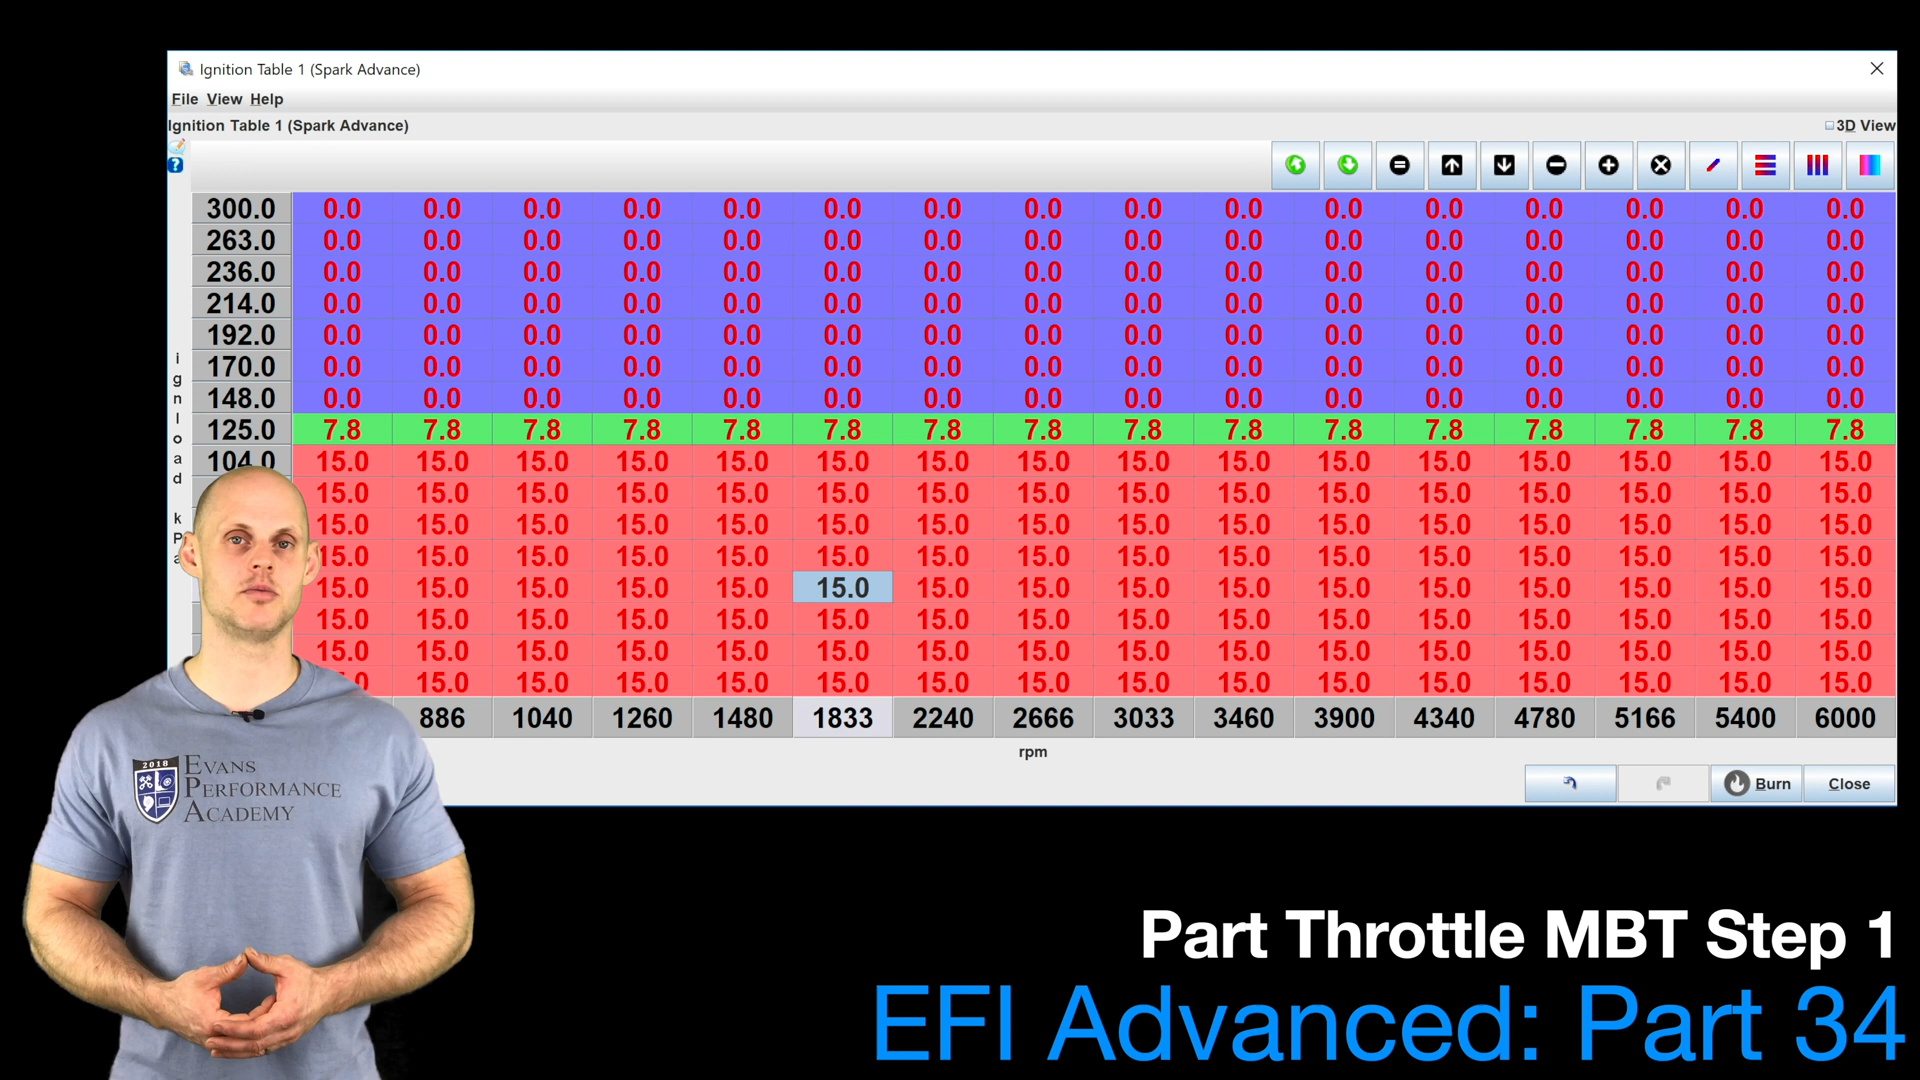 Ignition Table 1 (Spark Advance)
File View Help
Ignition Table 1 (Spark Advance)
3D View
300.0 0.0 0.0 0.0 0.0 0.0 0.0 0.0 0.0 0.0 0.0 0.0 0.0 0.0 0.0 0.0 0.0
263.0 0.0 0.0 0.0 0.0 0.0 0.0 0.0 0.0 0.0 0.0 0.0 0.0 0.0 0.0 0.0 0.0
236.0 0.0 0.0 0.0 0.0 0.0 0.0 0.0 0.0 0.0 0.0 0.0 0.0 0.0 0.0 0.0 0.0
214.0 0.0 0.0 0.0 0.0 0.0 0.0 0.0 0.0 0.0 0.0 0.0 0.0 0.0 0.0 0.0 0.0
192.0 0.0 0.0 0.0 0.0 0.0 0.0 0.0 0.0 0.0 0.0 0.0 0.0 0.0 0.0 0.0 0.0
170.0 0.0 0.0 0.0 0.0 0.0 0.0 0.0 0.0 0.0 0.0 0.0 0.0 0.0 0.0 0.0 0.0
148.0 0.0 0.0 0.0 0.0 0.0 0.0 0.0 0.0 0.0 0.0 0.0 0.0 0.0 0.0 0.0 0.0
125.0 7.8 7.8 7.8 7.8 7.8 7.8 7.8 7.8 7.8 7.8 7.8 7.8 7.8 7.8 7.8 7.8
104.0 15.0 15.0 15.0 15.0 15.0 15.0 15.0 15.0 15.0 15.0 15.0 15.0 15.0 15.0 15.0 15.0
15.0 15.0 15.0 15.0 15.0 15.0 15.0 15.0 15.0 15.0 15.0 15.0 15.0 15.0 15.0 15.0
15.0 15.0 15.0 15.0 15.0 15.0 15.0 15.0 15.0 15.0 15.0 15.0 15.0 15.0 15.0 15.0
15.0 15.0 15.0 15.0 15.0 15.0 15.0 15.0 15.0 15.0 15.0 15.0 15.0 15.0 15.0 15.0
15.0 15.0 15.0 15.0 15.0 15.0 15.0 15.0 15.0 15.0 15.0 15.0 15.0 15.0 15.0 15.0
15.0 15.0 15.0 15.0 15.0 15.0 15.0 15.0 15.0 15.0 15.0 15.0 15.0 15.0 15.0 15.0
15.0 15.0 15.0 15.0 15.0 15.0 15.0 15.0 15.0 15.0 15.0 15.0 15.0 15.0 15.0 15.0
15.0 15.0 15.0 15.0 15.0 15.0 15.0 15.0 15.0 15.0 15.0 15.0 15.0 15.0 15.0
ignload kPa
886 1040 1260 1480 1833 2240 2666 3033 3460 3900 4340 4780 5166 5400 6000
rpm
Burn Close
2018
EVANS
PERFORMANCE
ACADEMY
Part Throttle MBT Step 1
EFI Advanced: Part 34